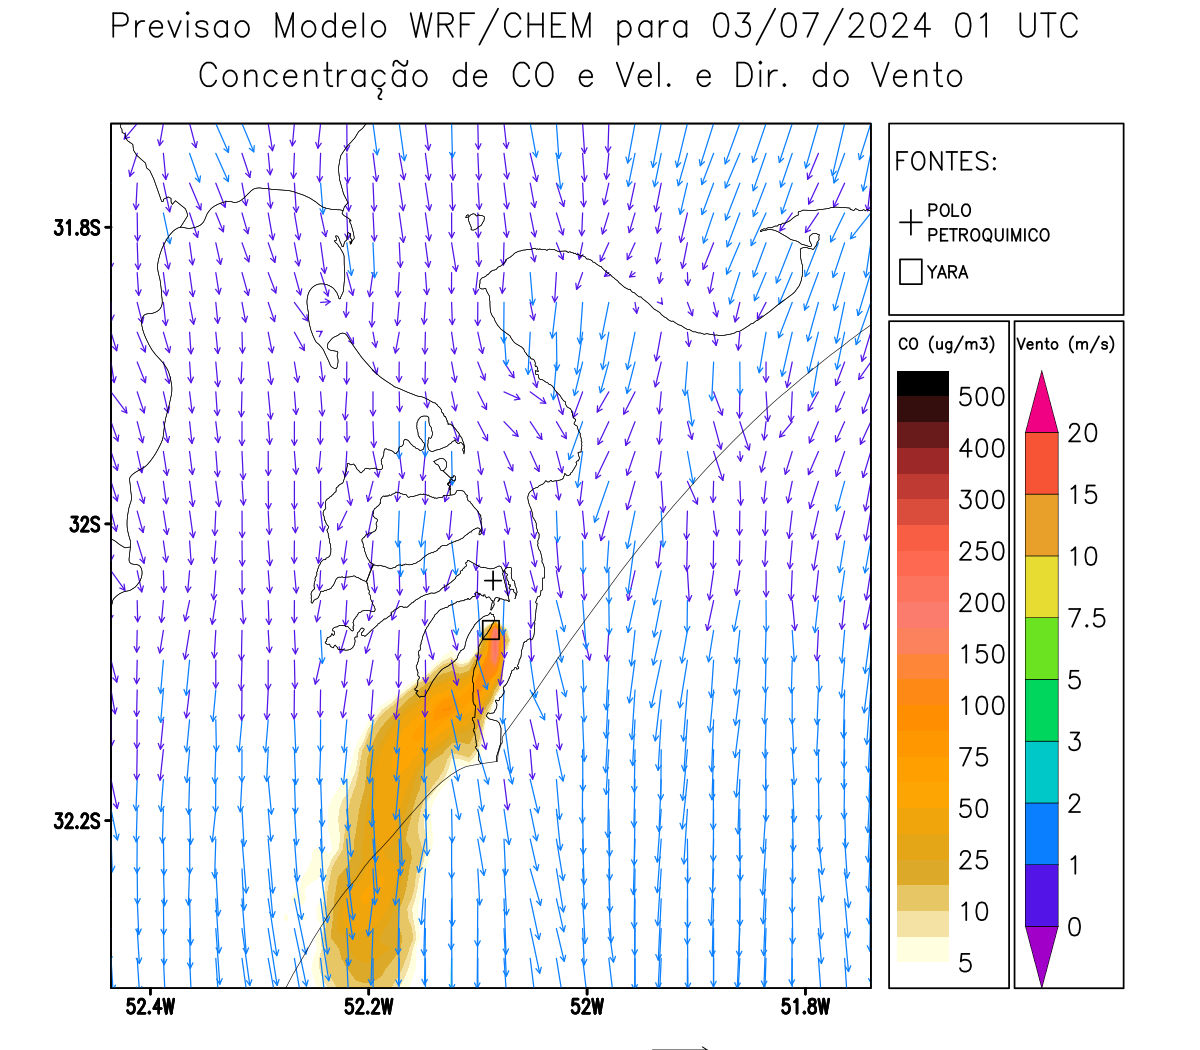 Previsao Modelo WRF/CHEM para 03/07/2024 01 UTC
Concentração de CO e Vel. e Dir. do Vento
FONTES:
POLO
PETROQUIMICO
YARA
31.8S
32S
32.2S
52.4W
52.2W
52W
51.8W
CO (ug/m3)
500
400
300
250
200
150
100
75
50
25
10
5
Vento (m/s)
20
15
10
7.5
5
3
2
1
0